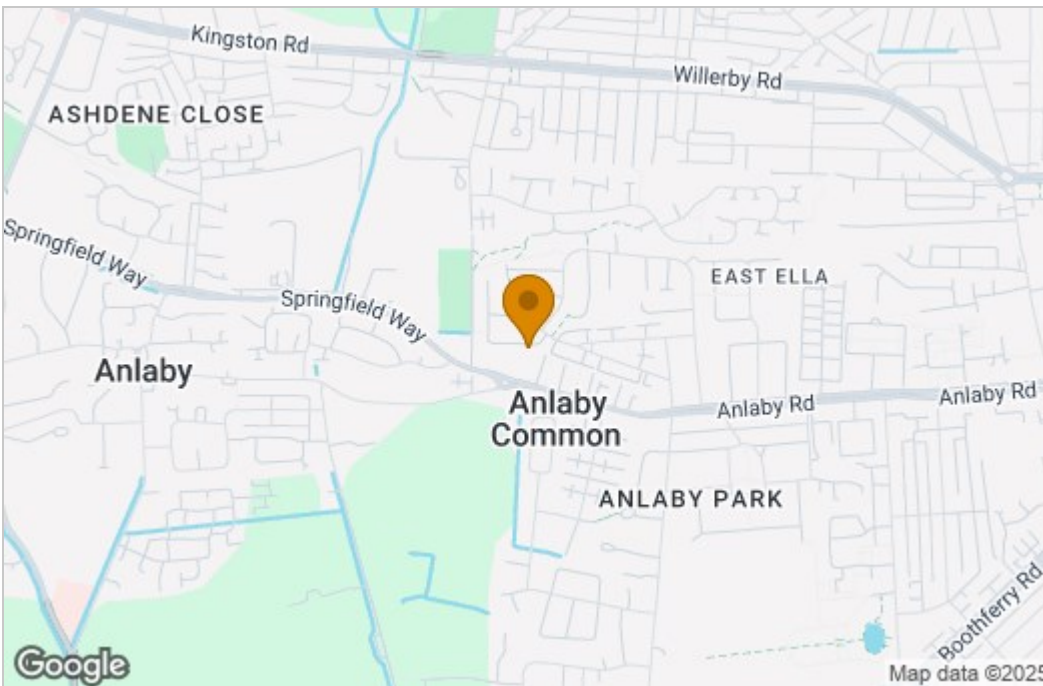 Kingston Rd
Willerby Rd
ASHDENE CLOSE
Springfield Way
EAST ELLA
Springfield Way
Anlaby
Anlaby
Common
Anlaby Rd
Anlaby Rd
ANLABY PARK
Boothferry Rd
Google
Map data ©2025